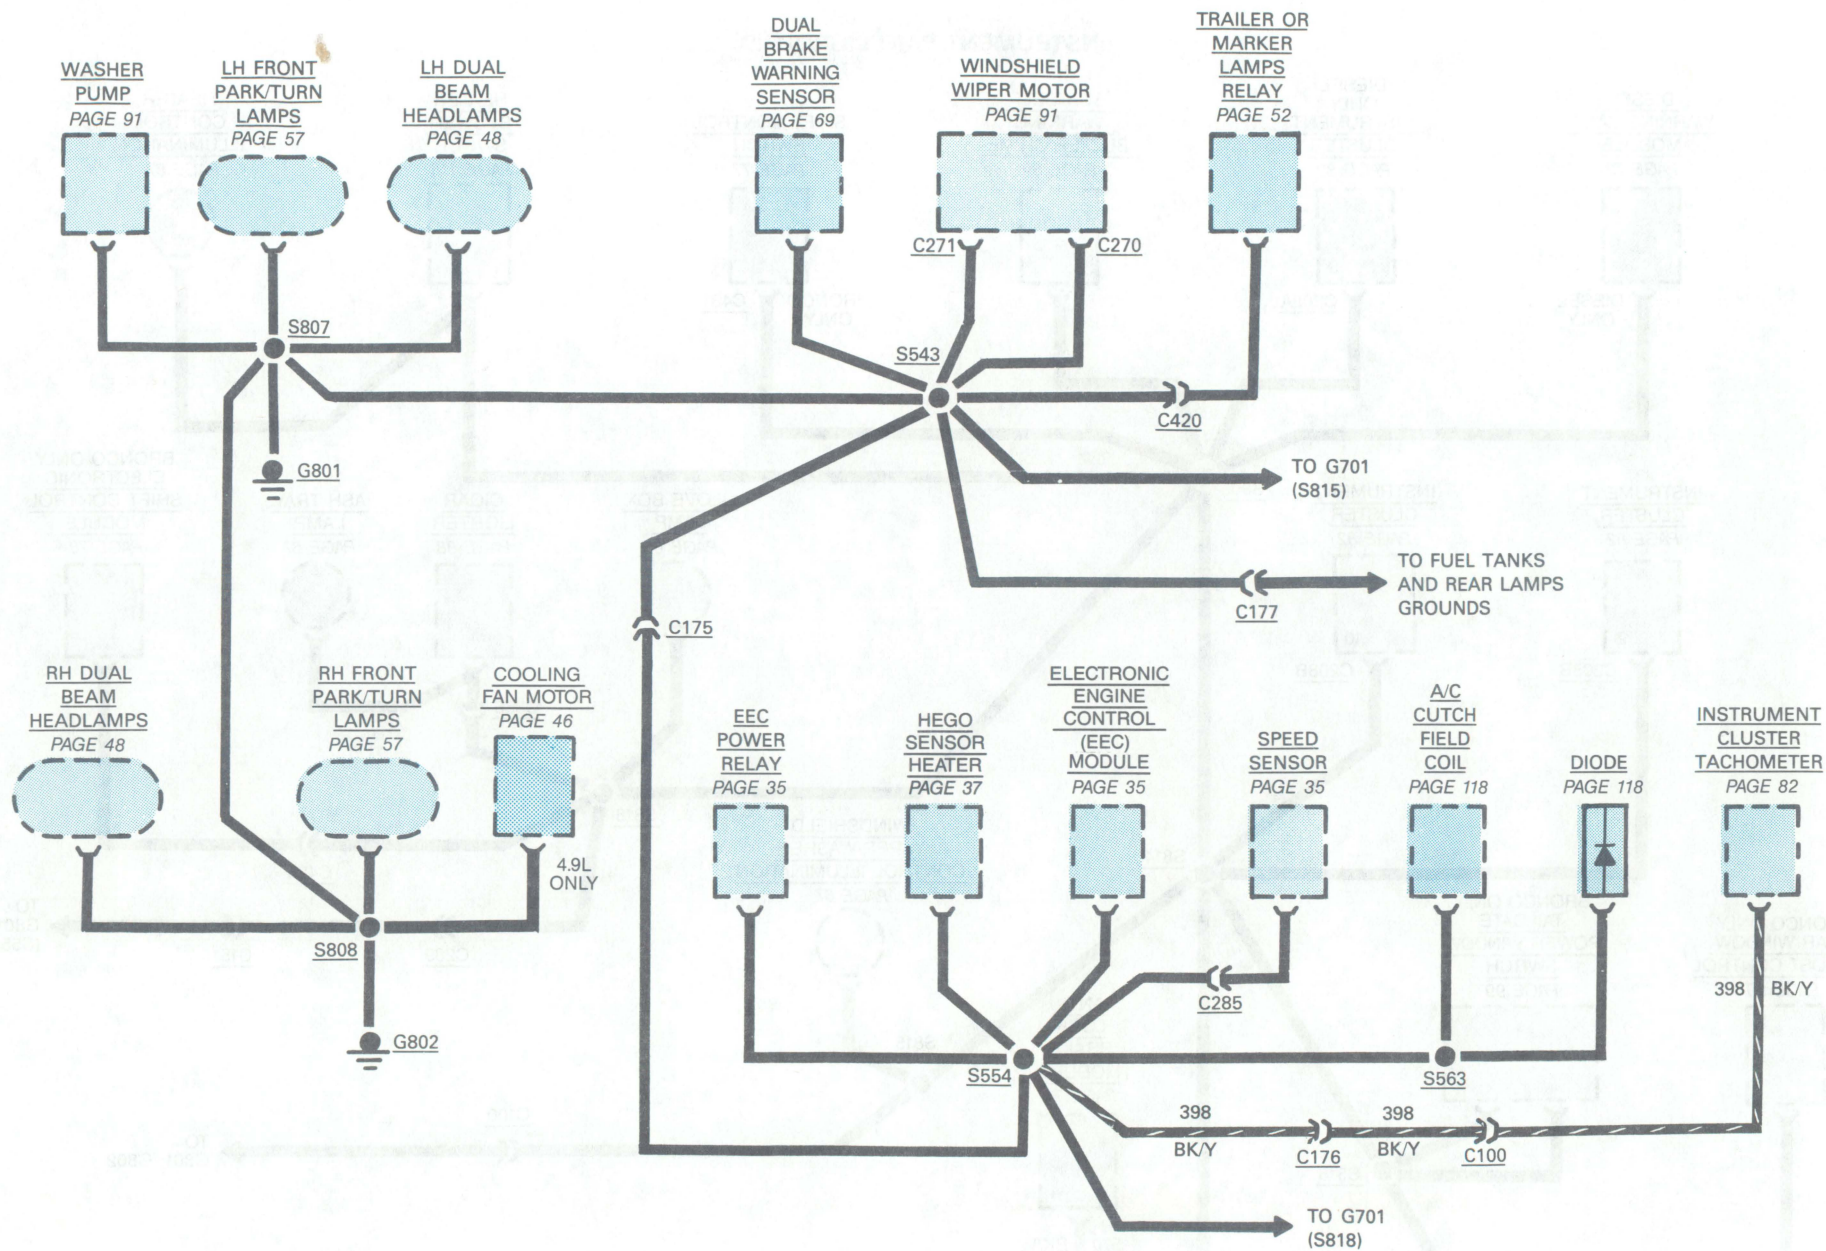 WASHER
PUMP
PAGE 91
LH FRONT
PARK/TURN
LAMPS
PAGE 57
LH DUAL
BEAM
HEADLAMPS
PAGE 48
DUAL
BRAKE
WARNING
SENSOR
PAGE 69
WINDSHIELD
WIPER MOTOR
PAGE 91
TRAILER OR
MARKER
LAMPS
RELAY
PAGE 52
C271
C270
S807
S543
C420
G801
TO G701
(S815)
TO FUEL TANKS
AND REAR LAMPS
GROUNDS
C177
C175
RH DUAL
BEAM
HEADLAMPS
PAGE 48
RH FRONT
PARK/TURN
LAMPS
PAGE 57
COOLING
FAN MOTOR
PAGE 46
4.9L
ONLY
S808
G802
EEC
POWER
RELAY
PAGE 35
HEGO
SENSOR
HEATER
PAGE 37
ELECTRONIC
ENGINE
CONTROL
(EEC)
MODULE
PAGE 35
SPEED
SENSOR
PAGE 35
A/C
CUTCH
FIELD
COIL
PAGE 118
DIODE
PAGE 118
INSTRUMENT
CLUSTER
TACHOMETER
PAGE 82
C285
398 BK/Y
S554
S563
398
BK/Y
C176
398
BK/Y
C100
TO G701
(S818)